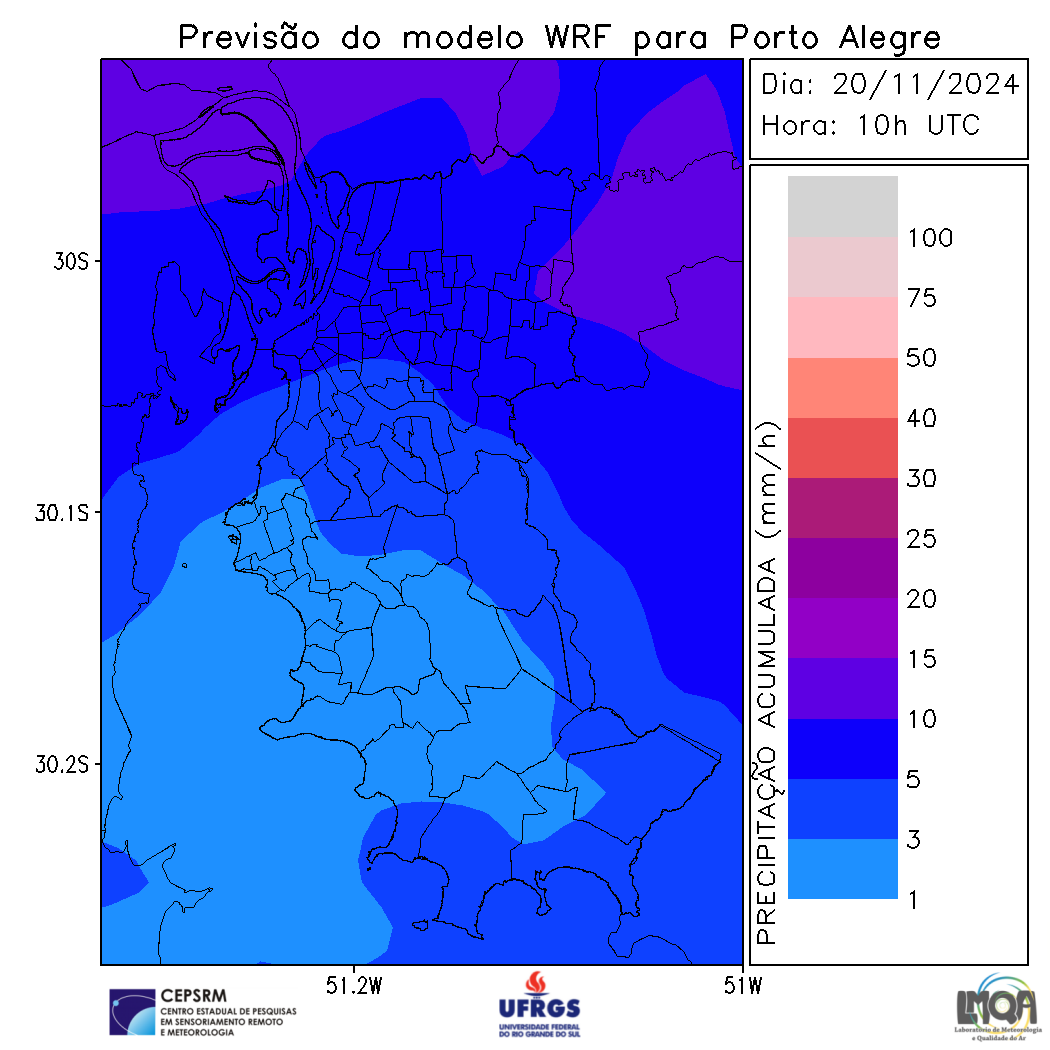 Previsão do modelo WRF para Porto Alegre
Dia: 20/11/2024
Hora: 10h UTC
30S
30.1S
30.2S
51.2W
51W
PRECIPITAÇÃO ACUMULADA (mm/h)
100
75
50
40
30
25
20
15
10
5
3
1
CEPSRM
CENTRO ESTADUAL DE PESQUISAS
EM SENSORIAMENTO REMOTO
E METEOROLOGIA
UFRGS
UNIVERSIDADE FEDERAL
DO RIO GRANDE DO SUL
LMQA
Laboratório de Meteorologia
e Qualidade do Ar